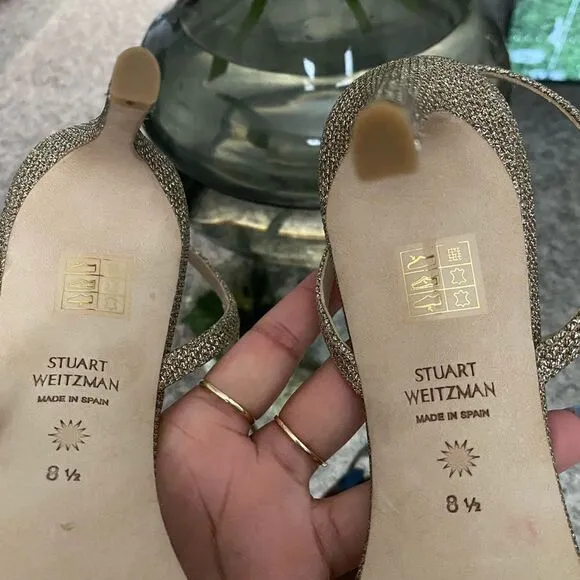 STUART
WEITZMAN
MADE IN SPAIN
8 ½
STUART
WEITZMAN
MADE IN SPAIN
8 ½